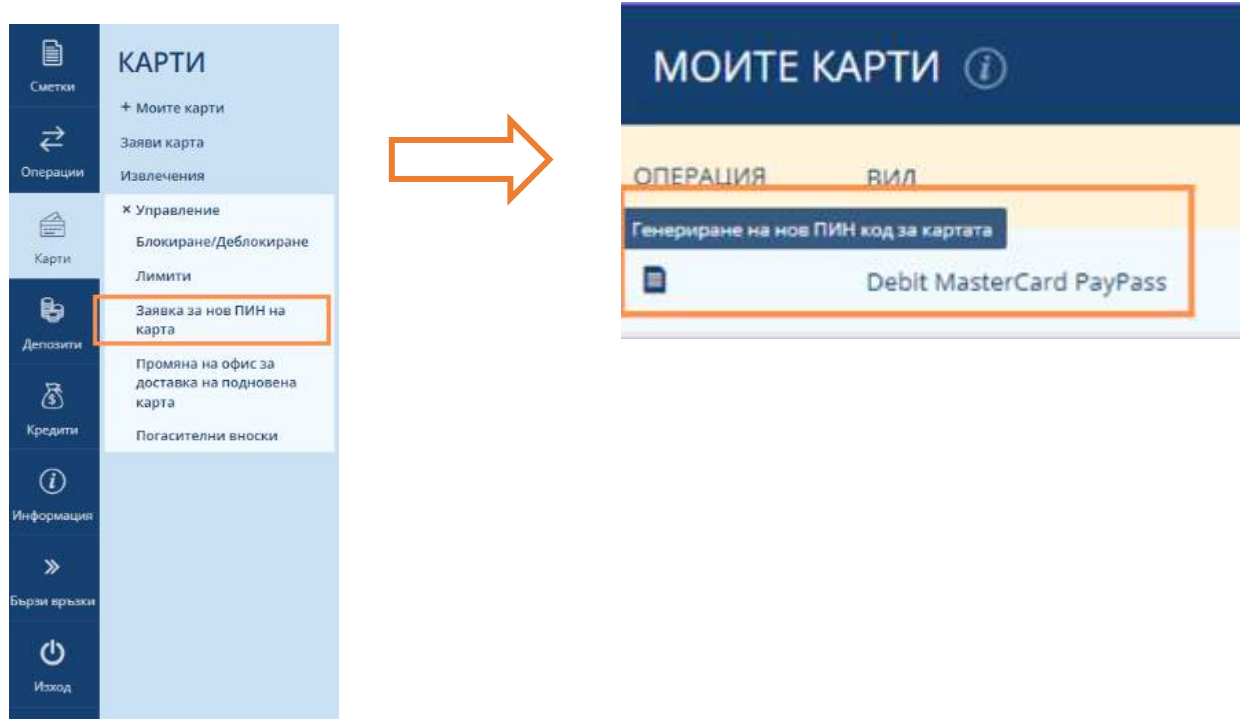 Сметки
Операции
Карти
Депозити
Кредити
Информация
Бързи връзки
Изход
КАРТИ
+ Моите карти
Заяви карта
Извлечения
× Управление
Блокиране/Деблокиране
Лимити
Заявка за нов ПИН на
карта
Промяна на офис за
доставка на подновена
карта
Погасителни вноски
МОИТЕ КАРТИ i
ОПЕРАЦИЯ ВИД
Генериране на нов ПИН код за картата
Debit MasterCard PayPass